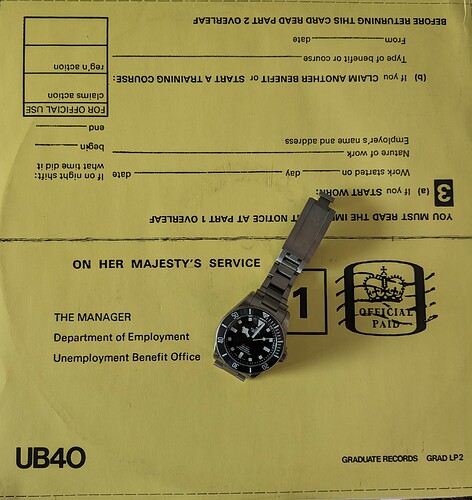 YOU MUST READ THE T NOTICE AT PART 1 OVERLEAF
3 (a) If you START WORK:
Work started on day date
Nature of work
Employer's name and address
If on night shift:
what time did it
begin
end
(b) If you CLAIM ANOTHER BENEFIT or START A TRAINING COURSE:
Type of benefit or course
From date
FOR OFFICIAL USE
claims action
reg'n action
BEFORE RETURNING THIS CARD READ PART 2 OVERLEAF
ON HER MAJESTY'S SERVICE
1
OFFICIAL
PAID
THE MANAGER
Department of Employment
Unemployment Benefit Office
UB40
GRADUATE RECORDS GRAD LP2